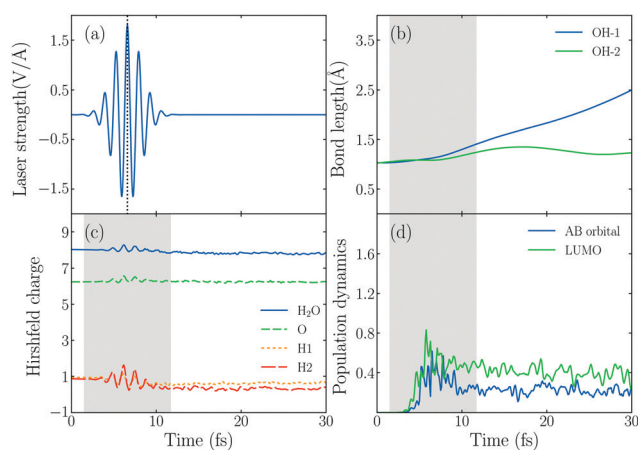 (a)
Laser strength(V/Å)
1.5
0.5
−0.5
−1.5
(b)
OH-1
OH-2
Bond length(Å)
3.5
2.5
1.5
0.5
(c)
Hirshfeld charge
9
7
5
3
1
−1
H₂O
O
H1
H2
0 10 20 30
Time (fs)
(d)
AB orbital
LUMO
Population dynamics
1.6
1.2
0.8
0.4
0 10 20 30
Time (fs)